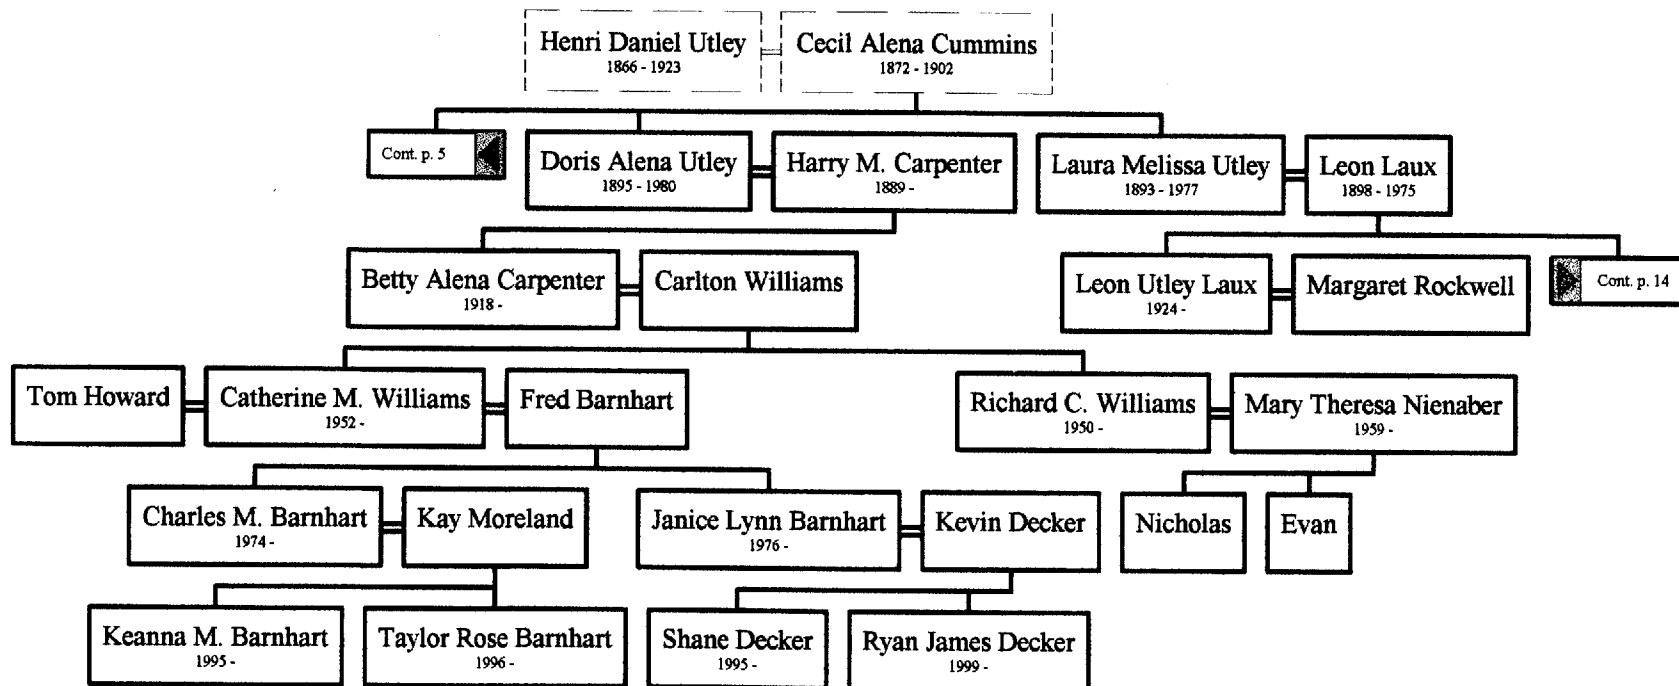 Henri Daniel Utley
1866 - 1923
Cecil Alena Cummins
1872 - 1902
Cont. p. 5
Doris Alena Utley
1895 - 1980
Harry M. Carpenter
1889 -
Laura Melissa Utley
1893 - 1977
Leon Laux
1898 - 1975
Betty Alena Carpenter
1918 -
Carlton Williams
Leon Utley Laux
1924 -
Margaret Rockwell
Cont. p. 14
Tom Howard
Catherine M. Williams
1952 -
Fred Barnhart
Richard C. Williams
1950 -
Mary Theresa Nienaber
1959 -
Charles M. Barnhart
1974 -
Kay Moreland
Janice Lynn Barnhart
1976 -
Kevin Decker
Nicholas
Evan
Keanna M. Barnhart
1995 -
Taylor Rose Barnhart
1996 -
Shane Decker
1995 -
Ryan James Decker
1999 -